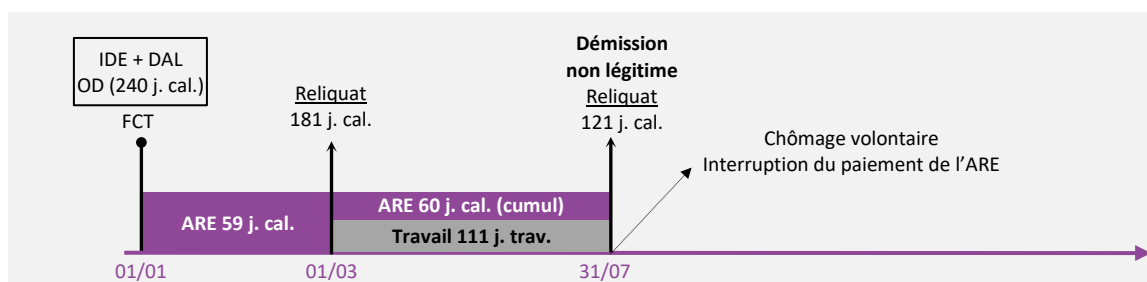 IDE + DAL
OD (240 j. cal.)
FCT
Reliquat
181 j. cal.
Démission
non légitime
Reliquat
121 j. cal.
Chômage volontaire
Interruption du paiement de l’ARE
ARE 59 j. cal.
ARE 60 j. cal. (cumul)
Travail 111 j. trav.
01/01
01/03
31/07